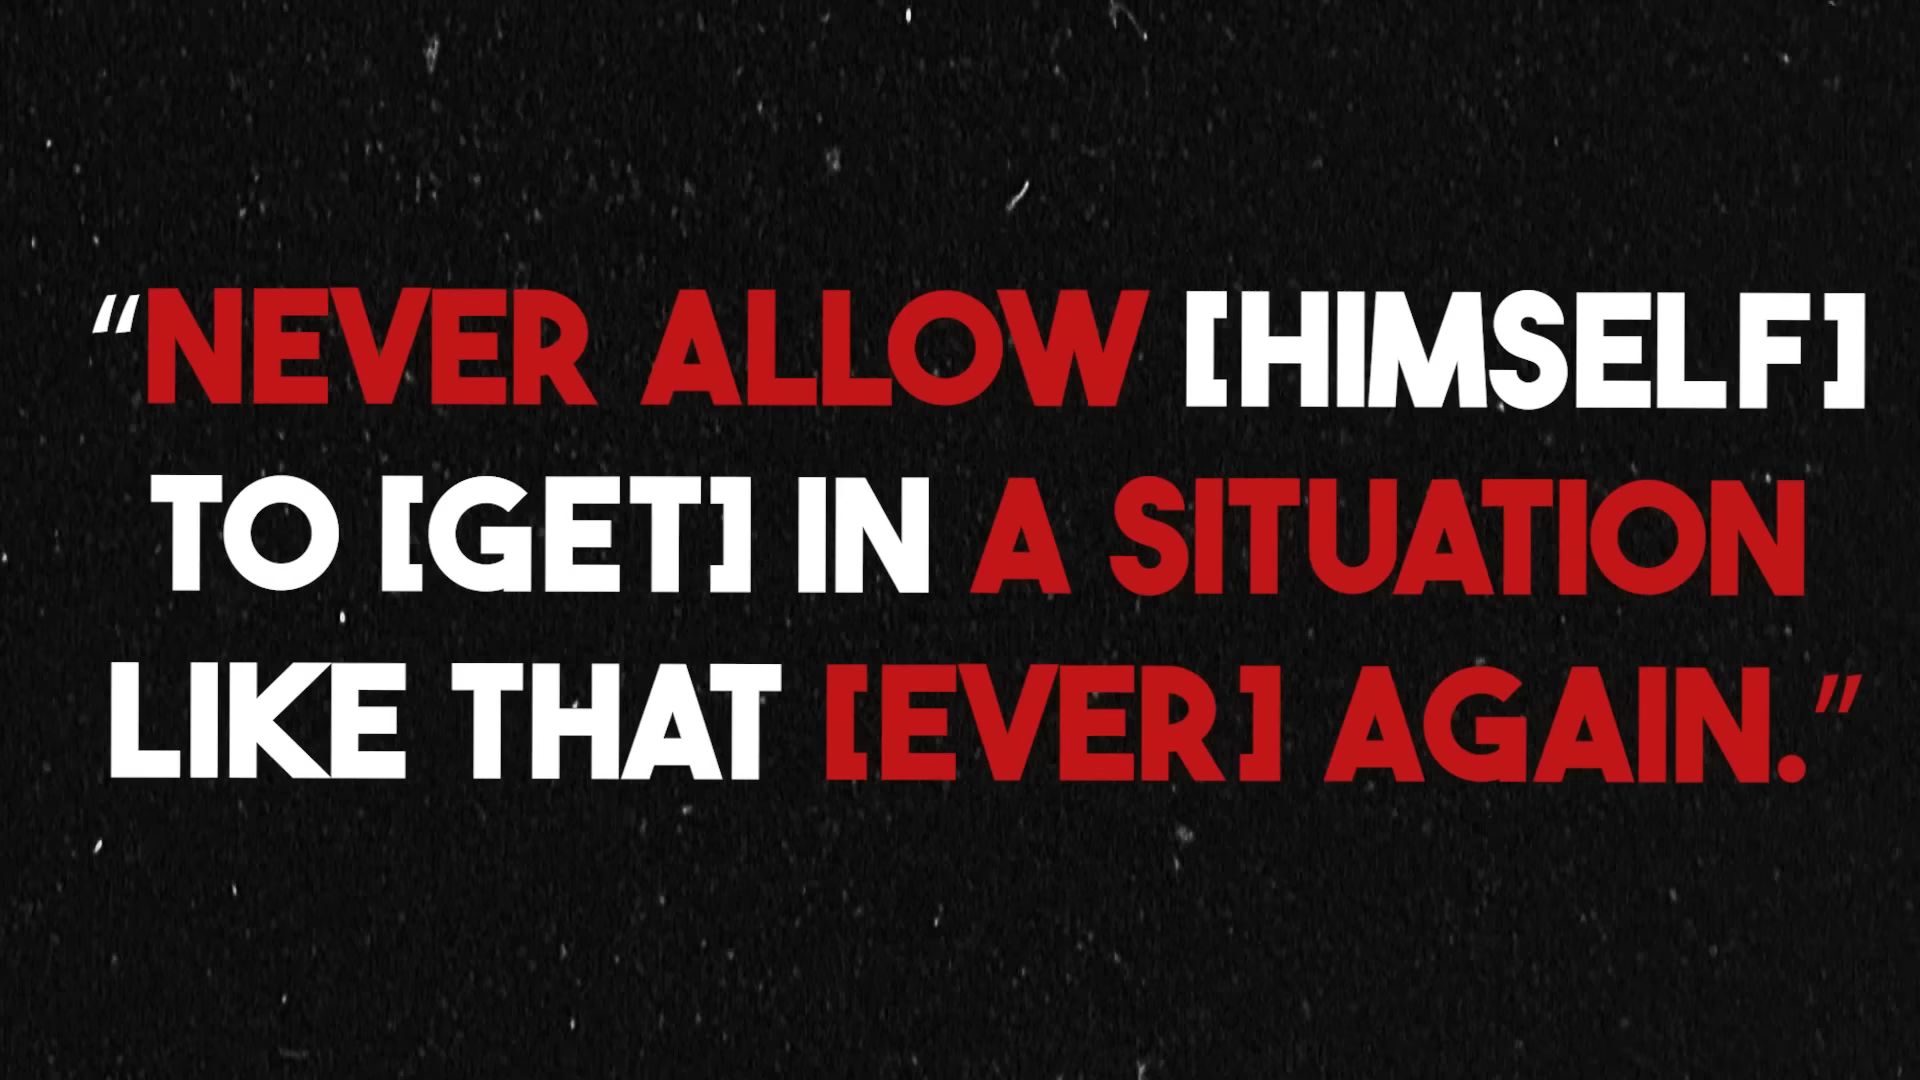 “NEVER ALLOW [HIMSELF]
TO [GET] IN A SITUATION
LIKE THAT [EVER] AGAIN.”